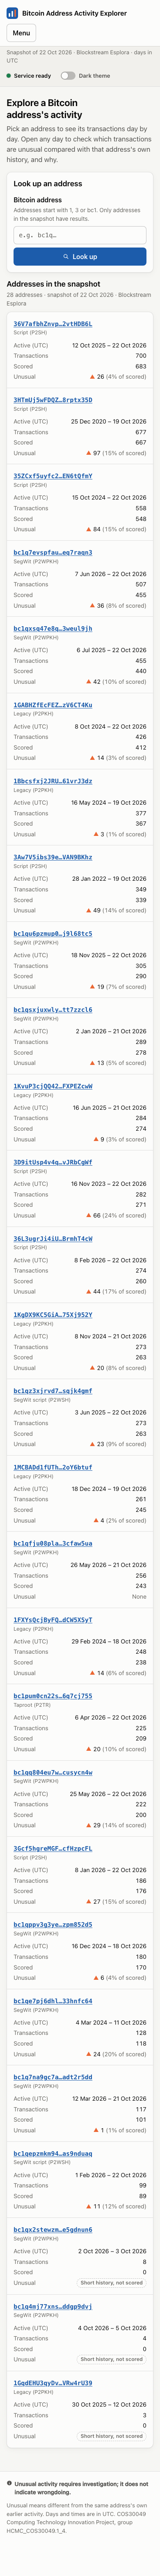 Bitcoin Address Activity Explorer
Menu
Snapshot of 22 Oct 2026 · Blockstream Esplora · days in
UTC
Service ready
Dark theme
Explore a Bitcoin
address's activity
Pick an address to see its transactions day by
day. Open any day to check which transactions
are unusual compared with that address's own
history, and why.
Look up an address
Bitcoin address
Addresses start with 1, 3 or bc1. Only addresses
in the snapshot have results.
e.g. bc1q…
Look up
Addresses in the snapshot
28 addresses · snapshot of 22 Oct 2026 · Blockstream
Esplora
36V7afbhZnvp…2vtHDB6L
Script (P2SH)
Active (UTC) 12 Oct 2025 – 22 Oct 2026
Transactions 700
Scored 683
Unusual ▲ 26 (4% of scored)
3HTmUj5wFDQZ…8rptx35D
Script (P2SH)
Active (UTC) 25 Dec 2020 – 19 Oct 2026
Transactions 677
Scored 667
Unusual ▲ 97 (15% of scored)
35ZCxf5uyfc2…EN6tQfmY
Script (P2SH)
Active (UTC) 15 Oct 2024 – 22 Oct 2026
Transactions 558
Scored 548
Unusual ▲ 84 (15% of scored)
bc1q7evspfau…eq7raqn3
SegWit (P2WPKH)
Active (UTC) 7 Jun 2026 – 22 Oct 2026
Transactions 507
Scored 455
Unusual ▲ 36 (8% of scored)
bc1qxsq47e8q…3weul9jh
SegWit (P2WPKH)
Active (UTC) 6 Jul 2025 – 22 Oct 2026
Transactions 455
Scored 440
Unusual ▲ 42 (10% of scored)
1GABHZfEcFEZ…zV6CT4Ku
Legacy (P2PKH)
Active (UTC) 8 Oct 2024 – 22 Oct 2026
Transactions 426
Scored 412
Unusual ▲ 14 (3% of scored)
1Bbcsfxj2JRU…61vrJ3dz
Legacy (P2PKH)
Active (UTC) 16 May 2024 – 19 Oct 2026
Transactions 377
Scored 367
Unusual ▲ 3 (1% of scored)
3Aw7V5ibs39e…VAN9BKhz
Script (P2SH)
Active (UTC) 28 Jan 2022 – 19 Oct 2026
Transactions 349
Scored 339
Unusual ▲ 49 (14% of scored)
bc1qu6pzmup0…j9l68tc5
SegWit (P2WPKH)
Active (UTC) 18 Nov 2025 – 22 Oct 2026
Transactions 305
Scored 290
Unusual ▲ 19 (7% of scored)
bc1qsxjuxwly…tt7zzcl6
SegWit (P2WPKH)
Active (UTC) 2 Jan 2026 – 21 Oct 2026
Transactions 289
Scored 278
Unusual ▲ 13 (5% of scored)
1KvuP3cjQQ42…FXPEZcwW
Legacy (P2PKH)
Active (UTC) 16 Jun 2025 – 21 Oct 2026
Transactions 284
Scored 274
Unusual ▲ 9 (3% of scored)
3D9itUsp4v4q…vJRbCqWf
Script (P2SH)
Active (UTC) 16 Nov 2023 – 22 Oct 2026
Transactions 282
Scored 271
Unusual ▲ 66 (24% of scored)
36L3ugrJi4iU…BrmhT4cW
Script (P2SH)
Active (UTC) 8 Feb 2026 – 22 Oct 2026
Transactions 274
Scored 260
Unusual ▲ 44 (17% of scored)
1KqDX9KC5GiA…75Xj952Y
Legacy (P2PKH)
Active (UTC) 8 Nov 2024 – 21 Oct 2026
Transactions 273
Scored 263
Unusual ▲ 20 (8% of scored)
bc1qz3xjrvd7…sqjk4gmf
SegWit script (P2WSH)
Active (UTC) 3 Jun 2025 – 22 Oct 2026
Transactions 273
Scored 263
Unusual ▲ 23 (9% of scored)
1MCBADd1fUTh…2oY6btuf
Legacy (P2PKH)
Active (UTC) 18 Dec 2024 – 19 Oct 2026
Transactions 261
Scored 245
Unusual ▲ 4 (2% of scored)
bc1qfju08pla…3cfaw5ua
SegWit (P2WPKH)
Active (UTC) 26 May 2026 – 21 Oct 2026
Transactions 256
Scored 243
Unusual None
1FXYsQcjByFQ…dCW5XSyT
Legacy (P2PKH)
Active (UTC) 29 Feb 2024 – 18 Oct 2026
Transactions 248
Scored 238
Unusual ▲ 14 (6% of scored)
bc1pum0cn22s…6q7cj755
Taproot (P2TR)
Active (UTC) 6 Apr 2026 – 22 Oct 2026
Transactions 225
Scored 209
Unusual ▲ 20 (10% of scored)
bc1qq804eu7w…cusycn4w
SegWit (P2WPKH)
Active (UTC) 25 May 2026 – 22 Oct 2026
Transactions 222
Scored 200
Unusual ▲ 29 (14% of scored)
3Gcf5hgreMGF…cfHzpcFL
Script (P2SH)
Active (UTC) 8 Jan 2026 – 22 Oct 2026
Transactions 186
Scored 176
Unusual ▲ 27 (15% of scored)
bc1qppv3g3ye…zpm852d5
SegWit (P2WPKH)
Active (UTC) 16 Dec 2024 – 18 Oct 2026
Transactions 180
Scored 170
Unusual ▲ 6 (4% of scored)
bc1qe7pj6dhl…33hnfc64
SegWit (P2WPKH)
Active (UTC) 4 Mar 2024 – 11 Oct 2026
Transactions 128
Scored 118
Unusual ▲ 24 (20% of scored)
bc1q7na9gc7a…adt2r5dd
SegWit (P2WPKH)
Active (UTC) 12 Mar 2026 – 21 Oct 2026
Transactions 117
Scored 101
Unusual ▲ 1 (1% of scored)
bc1qepzmkm94…as9nduaq
SegWit script (P2WSH)
Active (UTC) 1 Feb 2026 – 22 Oct 2026
Transactions 99
Scored 89
Unusual ▲ 11 (12% of scored)
bc1qx2stewzm…e5gdnun6
SegWit (P2WPKH)
Active (UTC) 2 Oct 2026 – 3 Oct 2026
Transactions 8
Scored 0
Unusual Short history, not scored
bc1q4mj77xns…ddgp9dvj
SegWit (P2WPKH)
Active (UTC) 4 Oct 2026 – 5 Oct 2026
Transactions 4
Scored 0
Unusual Short history, not scored
1GqdEHU3qyDv…VRw4rU39
Legacy (P2PKH)
Active (UTC) 30 Oct 2025 – 12 Oct 2026
Transactions 3
Scored 0
Unusual Short history, not scored
Unusual activity requires investigation; it does not
indicate wrongdoing.
Unusual means different from the same address's own
earlier activity. Days and times are in UTC. COS30049
Computing Technology Innovation Project, group
HCMC_COS30049.1_4.